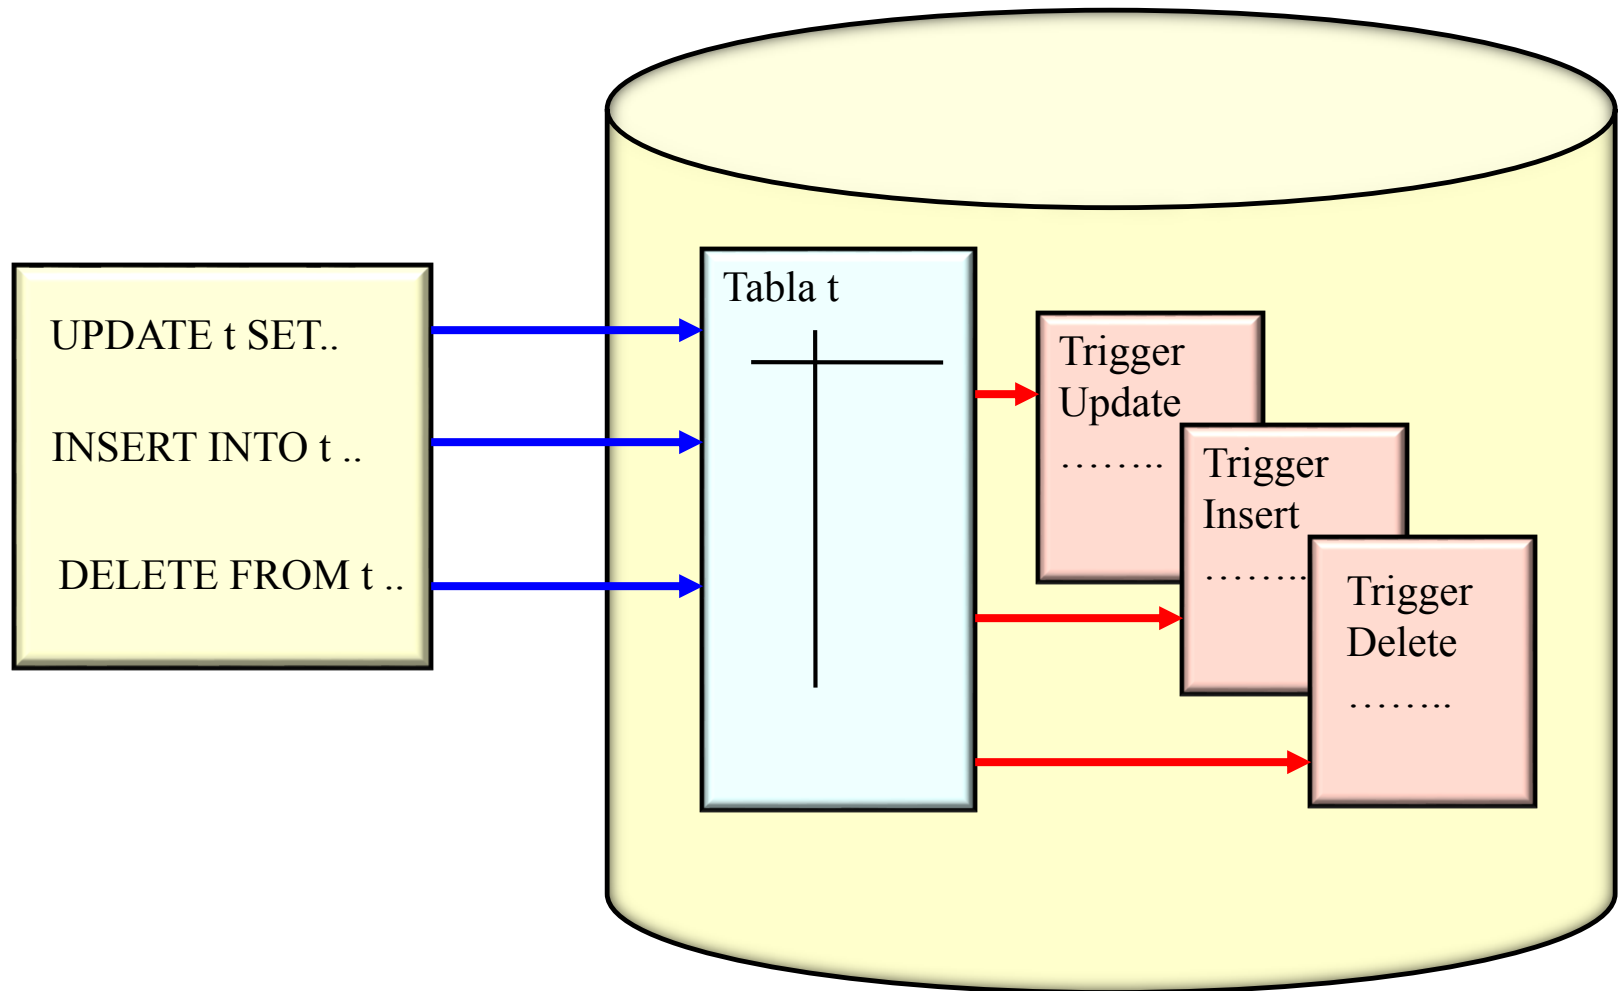 UPDATE t SET..
INSERT INTO t ..
DELETE FROM t ..
Tabla t
Trigger
Update
……..
Trigger
Insert
……..
Trigger
Delete
……..